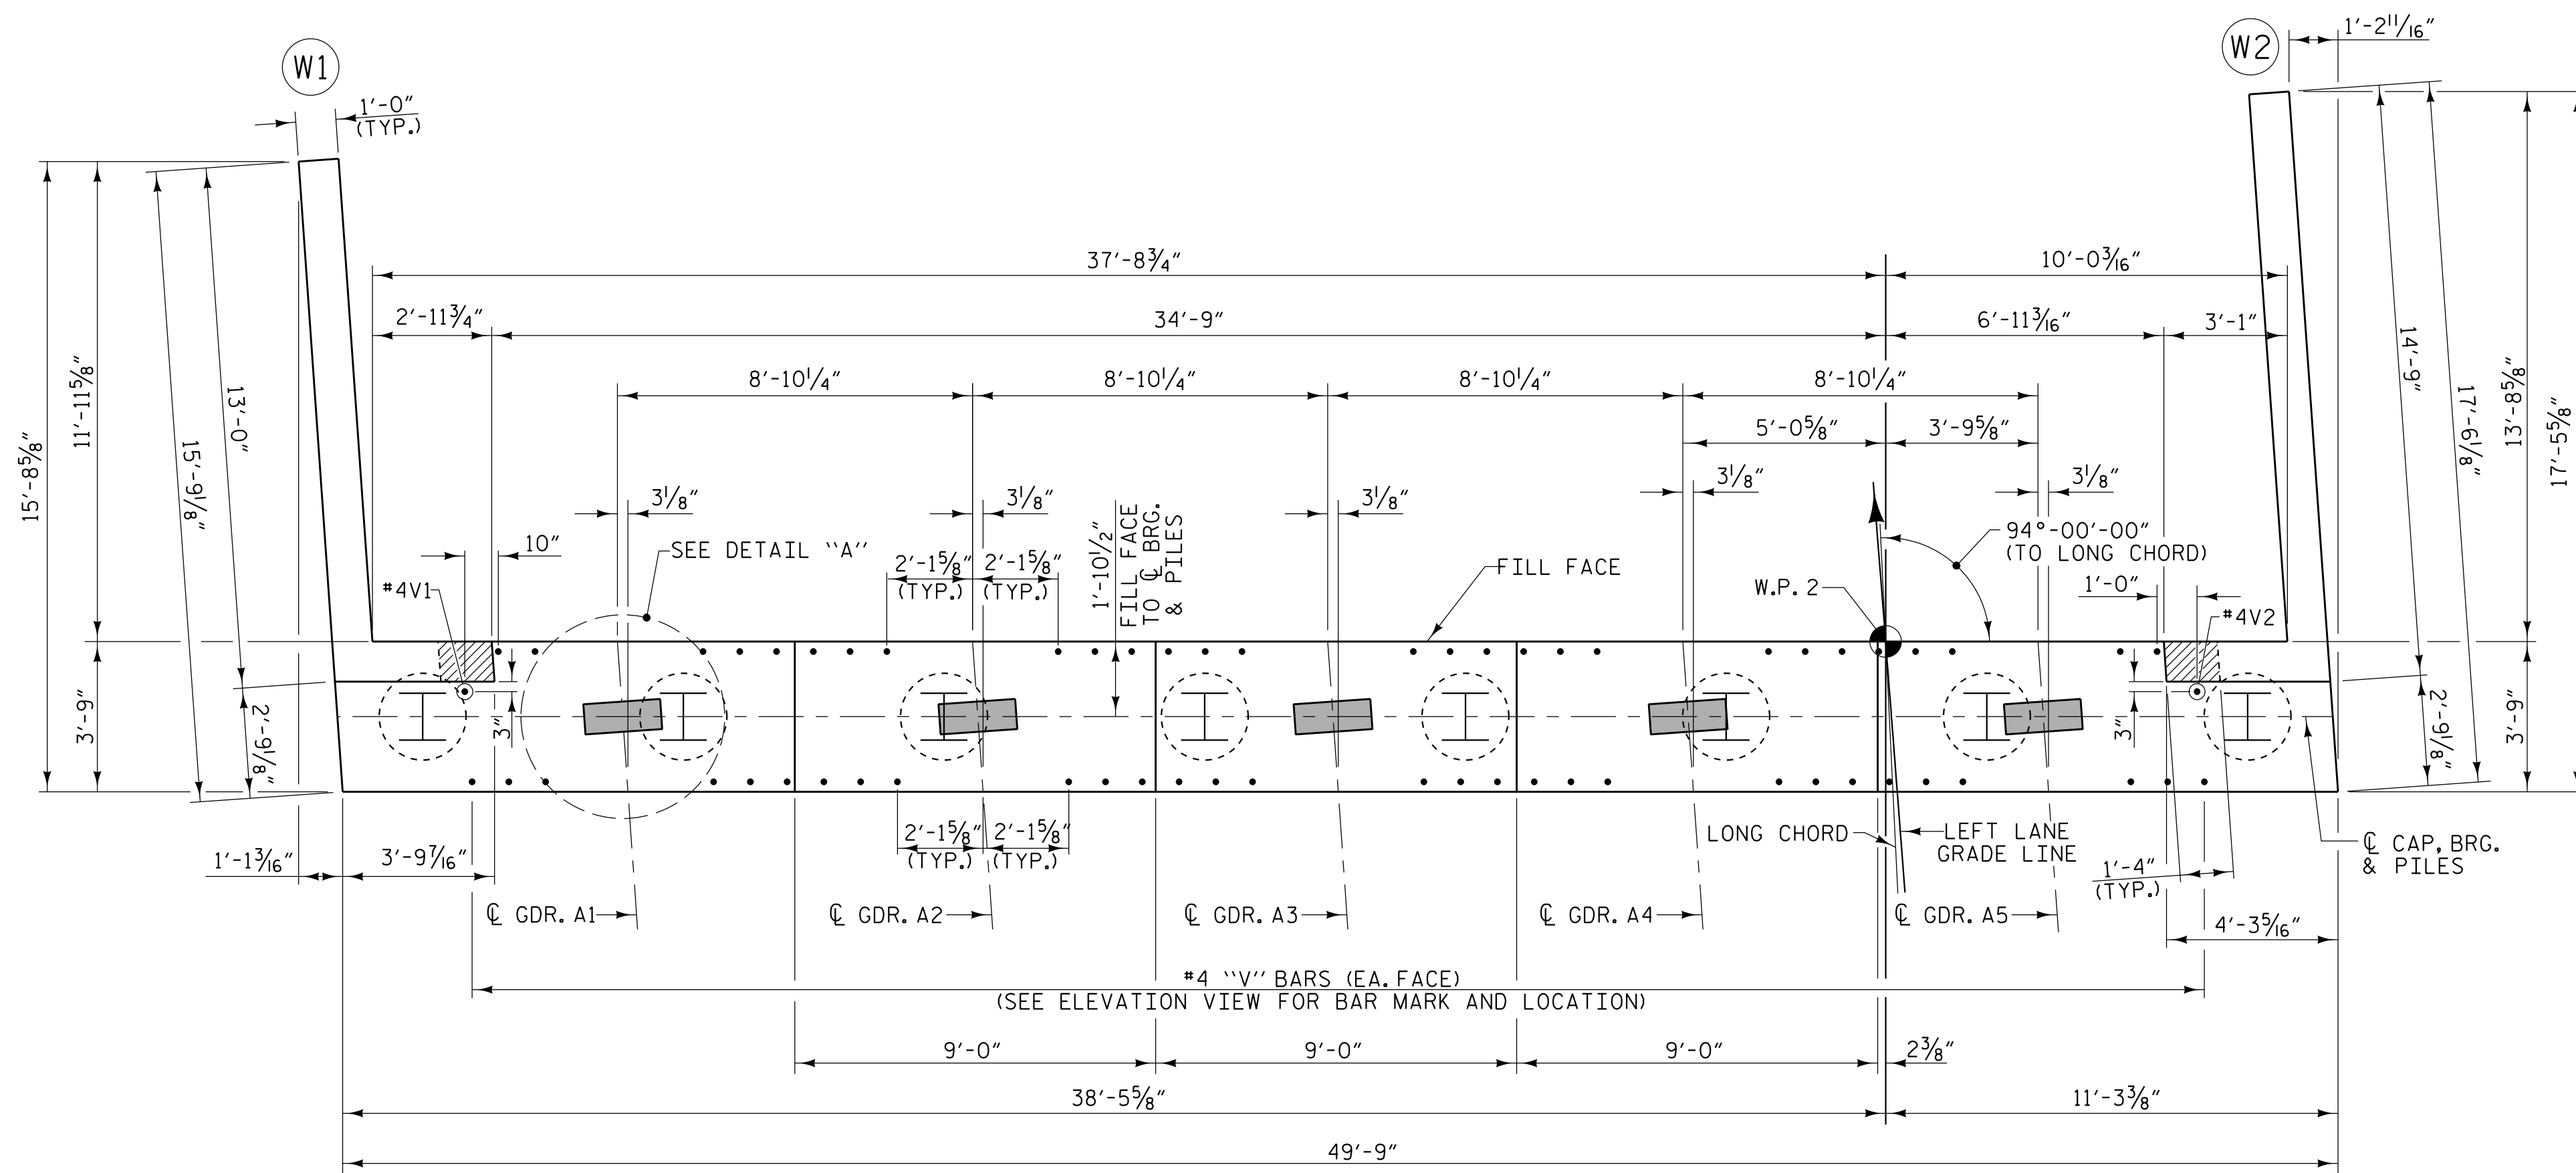 W1
W2
1'-2 11/16"
1'-0"
(TYP.)
37'-8 3/4"
10'-0 3/16"
2'-11 3/4"
34'-9"
6'-11 3/16"
3'-1"
8'-10 1/4"
8'-10 1/4"
8'-10 1/4"
8'-10 1/4"
5'-0 5/8"
3'-9 5/8"
3 1/8"
3 1/8"
3 1/8"
3 1/8"
3 1/8"
15'-8 5/8"
11'-11 5/8"
3'-9"
15'-9 1/8"
13'-0"
2'-9 1/8"
14'-9"
17'-6 1/8"
2'-9 1/8"
13'-8 5/8"
17'-5 5/8"
3'-9"
10"
SEE DETAIL "A"
#4V1
3"
2'-1 5/8"
(TYP.)
2'-1 5/8"
(TYP.)
1'-10 1/2"
FILL FACE
TO ℄ BRG.
& PILES
FILL FACE
W.P. 2
94°-00'-00"
(TO LONG CHORD)
1'-0"
#4V2
3"
2'-1 5/8"
(TYP.)
2'-1 5/8"
(TYP.)
LONG CHORD
LEFT LANE
GRADE LINE
℄ CAP, BRG.
& PILES
1'-4"
(TYP.)
1'-1 3/16"
3'-9 7/16"
4'-3 5/16"
℄ GDR. A1
℄ GDR. A2
℄ GDR. A3
℄ GDR. A4
℄ GDR. A5
#4 "V" BARS (EA. FACE)
(SEE ELEVATION VIEW FOR BAR MARK AND LOCATION)
9'-0"
9'-0"
9'-0"
2 3/8"
38'-5 5/8"
11'-3 3/8"
49'-9"